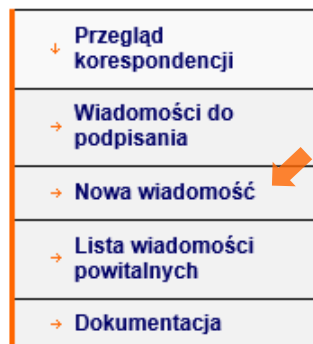 Przegląd
korespondencji
Wiadomości do
podpisania
Nowa wiadomość
Lista wiadomości
powitalnych
Dokumentacja